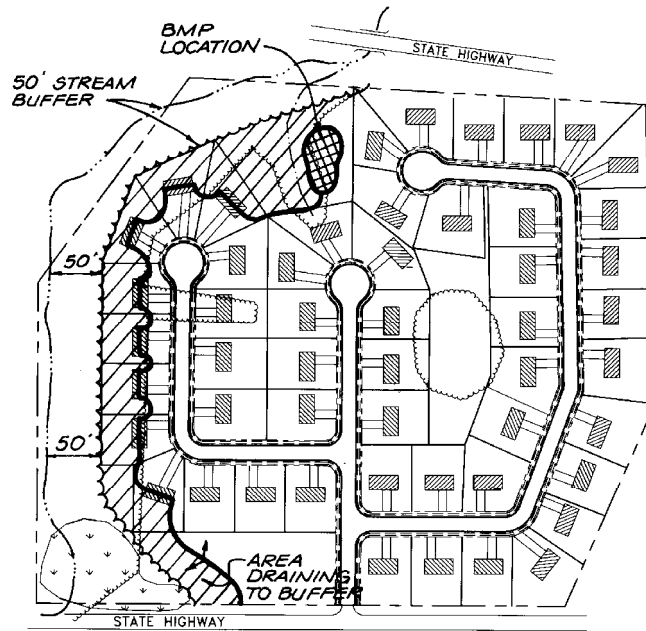 BMP
LOCATION
STATE HIGHWAY
50' STREAM
BUFFER
50'
50'
AREA
DRAINING
TO BUFFER
STATE HIGHWAY